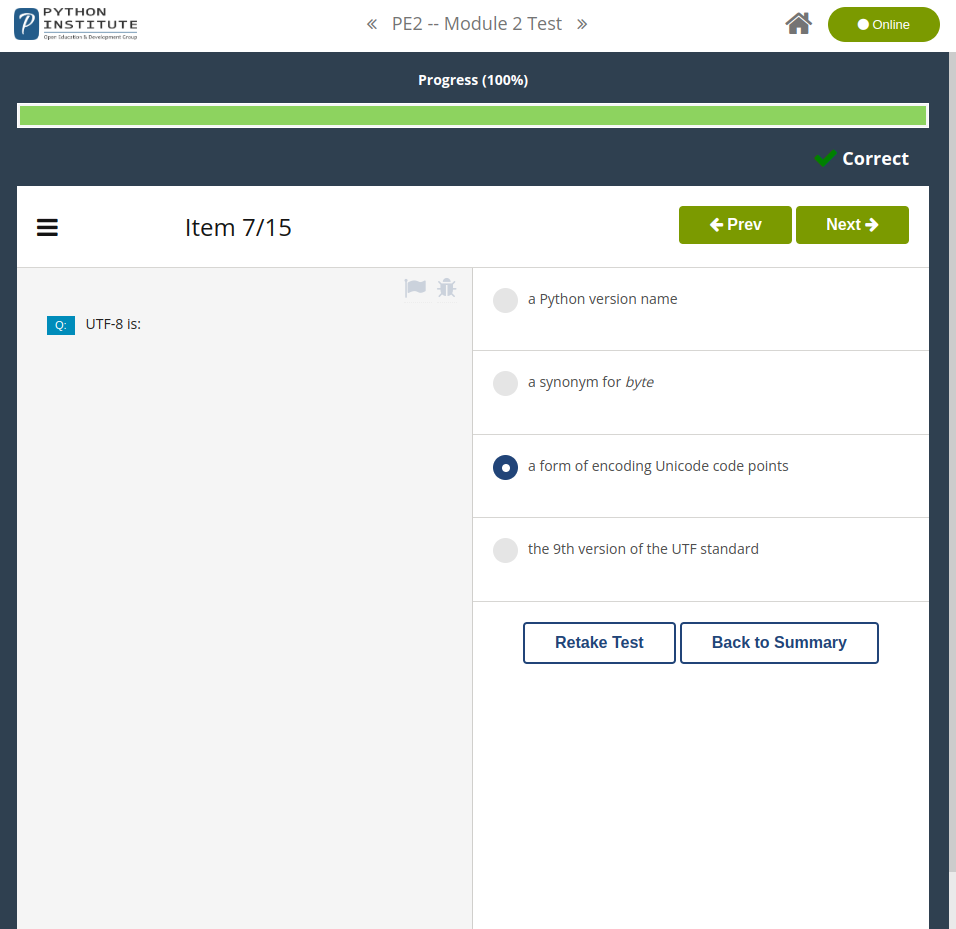 PYTHON
INSTITUTE
Open Education & Development Group
« PE2 -- Module 2 Test »
Online
Progress (100%)
Correct
Item 7/15
Prev
Next
Q: UTF-8 is:
a Python version name
a synonym for byte
a form of encoding Unicode code points
the 9th version of the UTF standard
Retake Test
Back to Summary